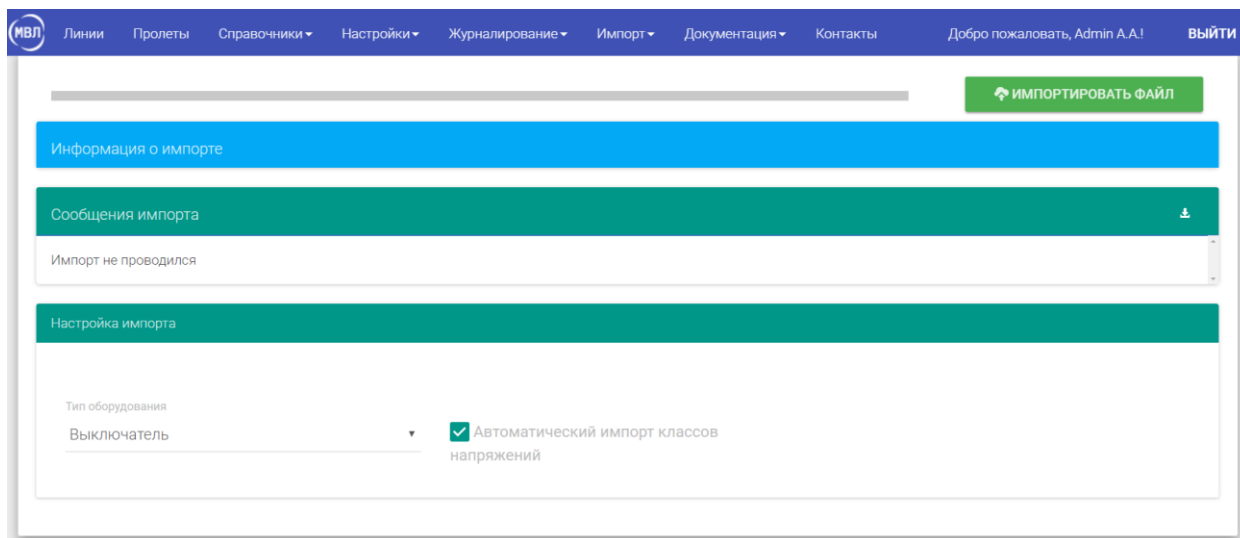 МВЛ Линии Пролеты Справочники Настройки Журналирование Импорт Документация Контакты Добро пожаловать, Admin A.A.! ВЫЙТИ
ИМПОРТИРОВАТЬ ФАЙЛ
Информация о импорте
Сообщения импорта
Импорт не проводился
Настройка импорта
Тип оборудования
Выключатель
Автоматический импорт классов
напряжений